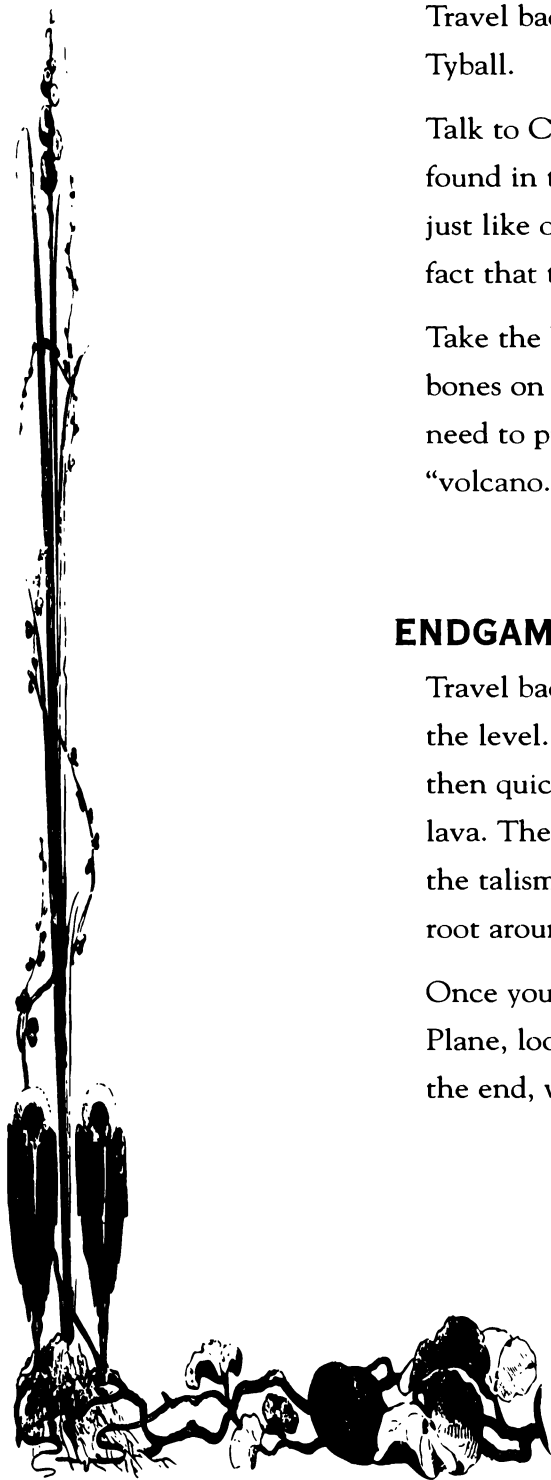 Travel bac
Tyball.
Talk to C
found in t
just like o
fact that t
Take the
bones on
need to p
“volcano.
ENDGAM
Travel bac
the level.
then quic
lava. The
the talism
root aroun
Once you
Plane, loo
the end, w